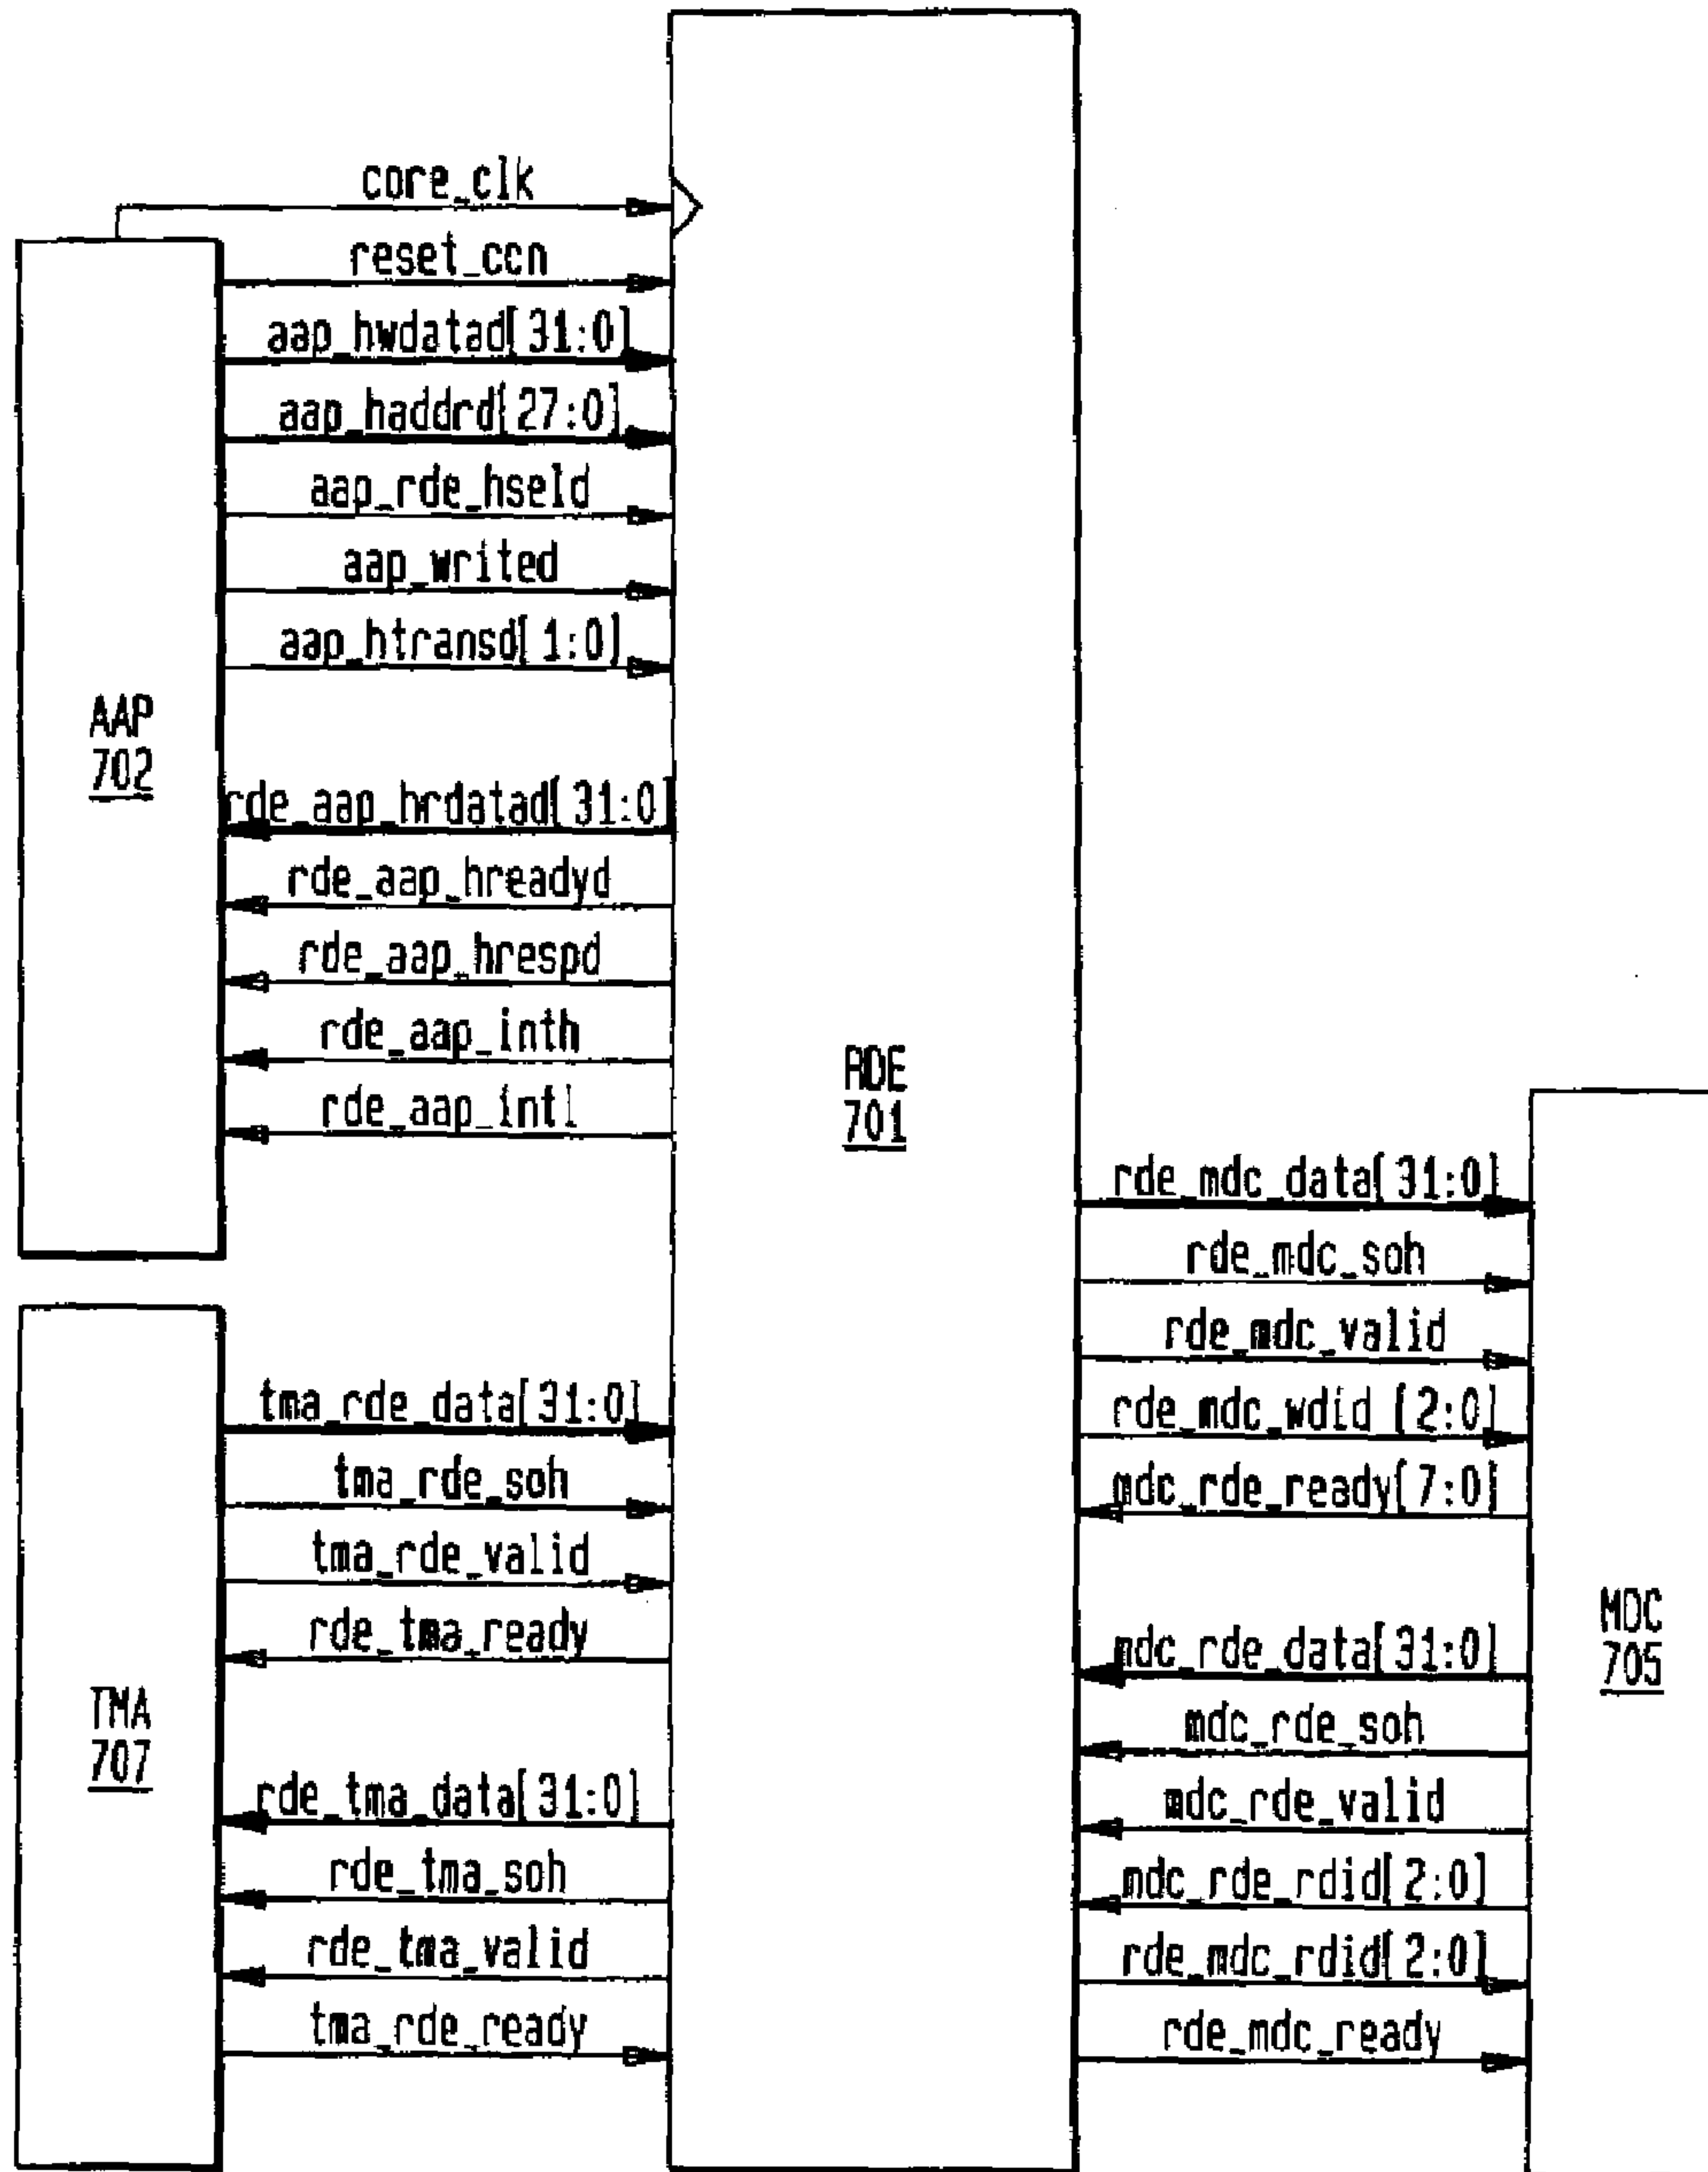 core_clk
reset_ccn
aap_hwdatad[31:0]
aap_haddrd[27:0]
aap_rde_hseld
aap_writed
aap_htransd[1:0]
AAP
702
rde_aap_hrdatad[31:0]
rde_aap_hreadyd
rde_aap_hrespd
rde_aap_inth
rde_aap_intl
RDE
701
rde_mdc_data[31:0]
rde_mdc_soh
rde_mdc_valid
rde_mdc_wdid [2:0]
mdc_rde_ready[7:0]
mdc_rde_data[31:0]
mdc_rde_soh
mdc_rde_valid
mdc_rde_rdid[2:0]
rde_mdc_rdid[2:0]
rde_mdc_ready
MDC
705
tma_rde_data[31:0]
tma_rde_soh
tma_rde_valid
rde_tma_ready
TMA
707
rde_tma_data[31:0]
rde_tma_soh
rde_tma_valid
tma_rde_ready